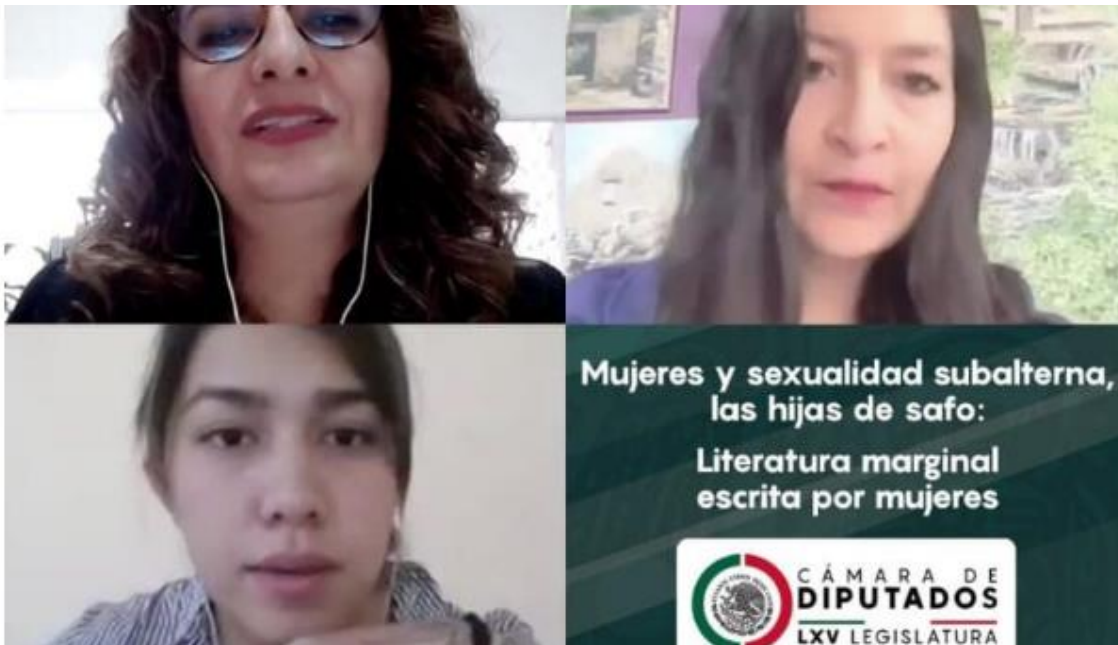 Mujeres y sexualidad subalterna,
las hijas de safo:
Literatura marginal
escrita por mujeres
CÁMARA DE
DIPUTADOS
LXV LEGISLATURA